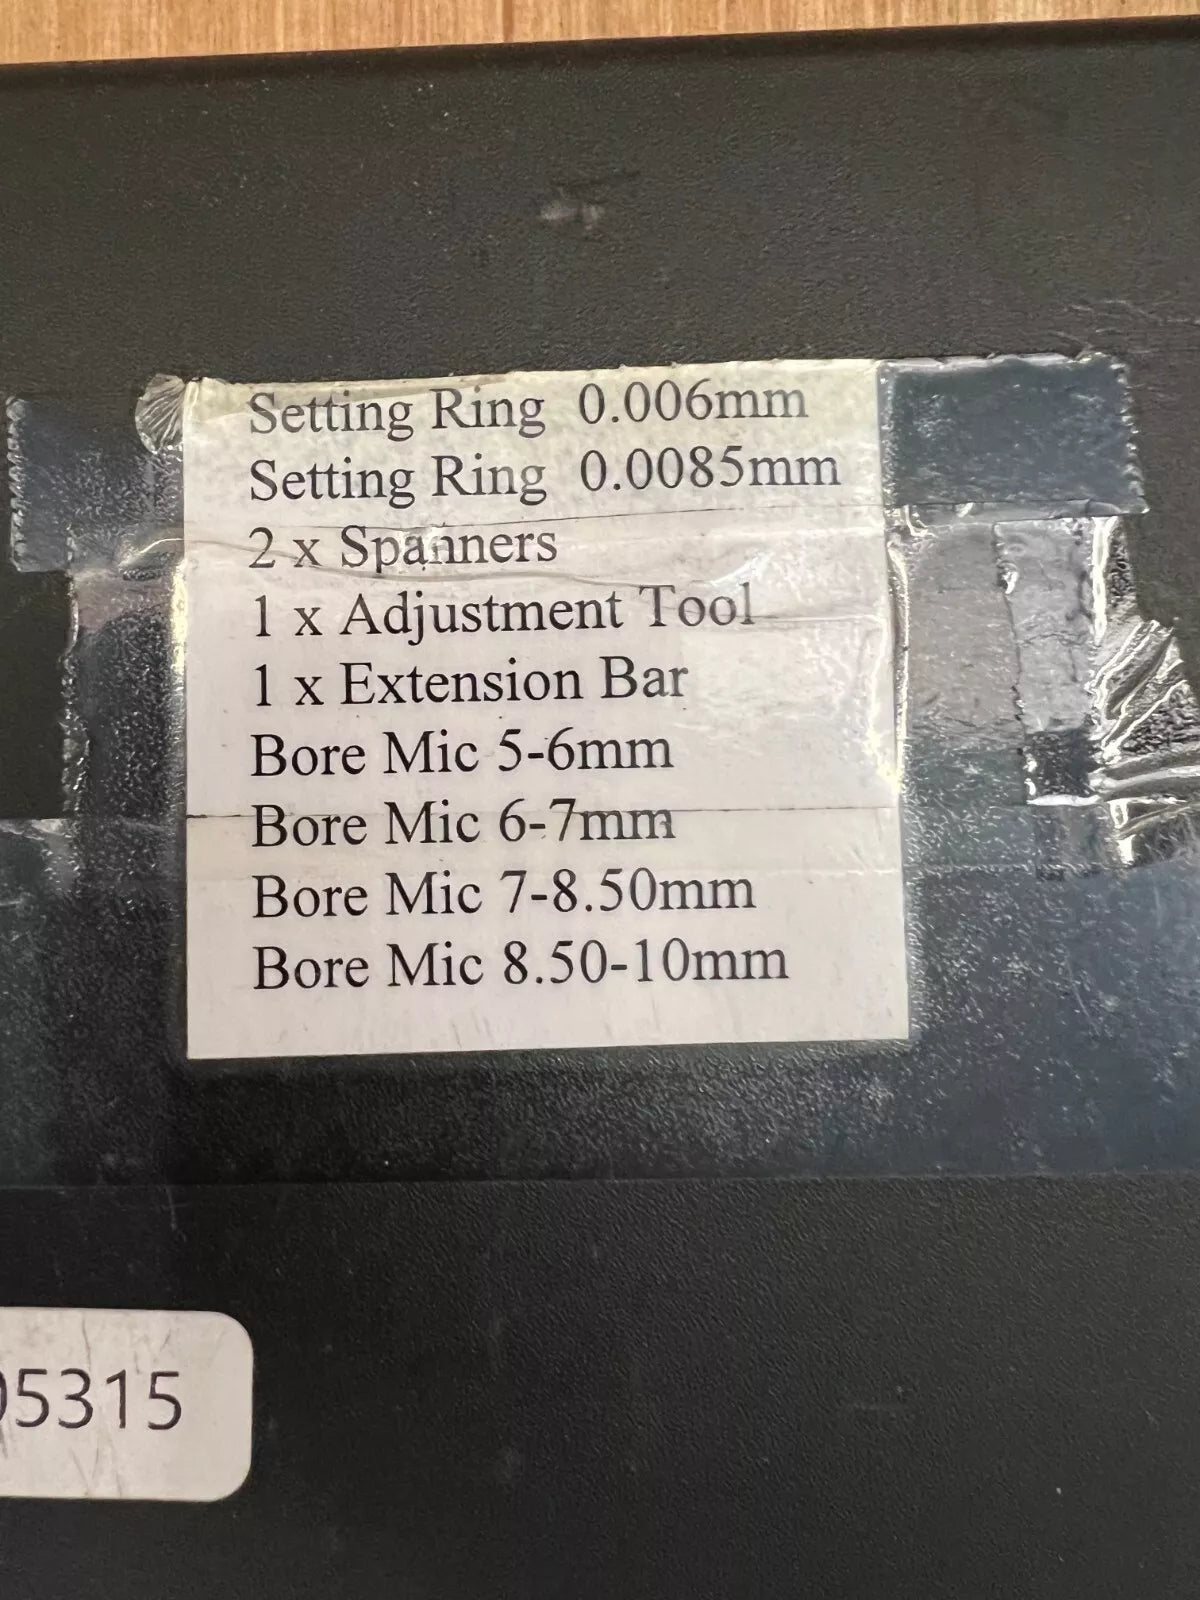 Setting Ring 0.006mm
Setting Ring 0.0085mm
2 x Spanners
1 x Adjustment Tool
1 x Extension Bar
Bore Mic 5-6mm
Bore Mic 6-7mm
Bore Mic 7-8.50mm
Bore Mic 8.50-10mm
5315